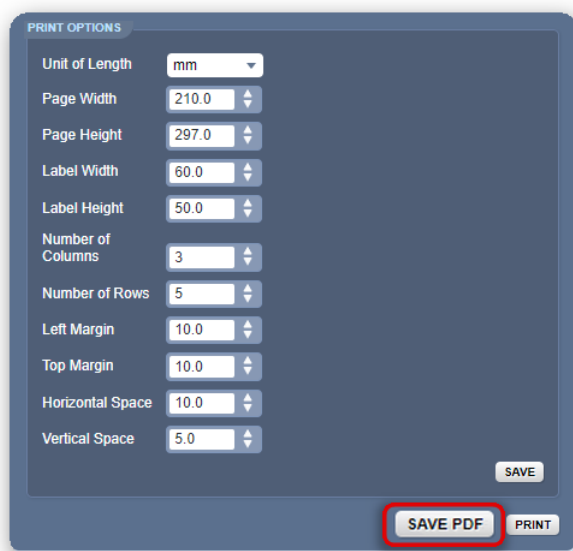 PRINT OPTIONS
Unit of Length mm
Page Width 210.0
Page Height 297.0
Label Width 60.0
Label Height 50.0
Number of
Columns 3
Number of Rows 5
Left Margin 10.0
Top Margin 10.0
Horizontal Space 10.0
Vertical Space 5.0
SAVE
SAVE PDF PRINT